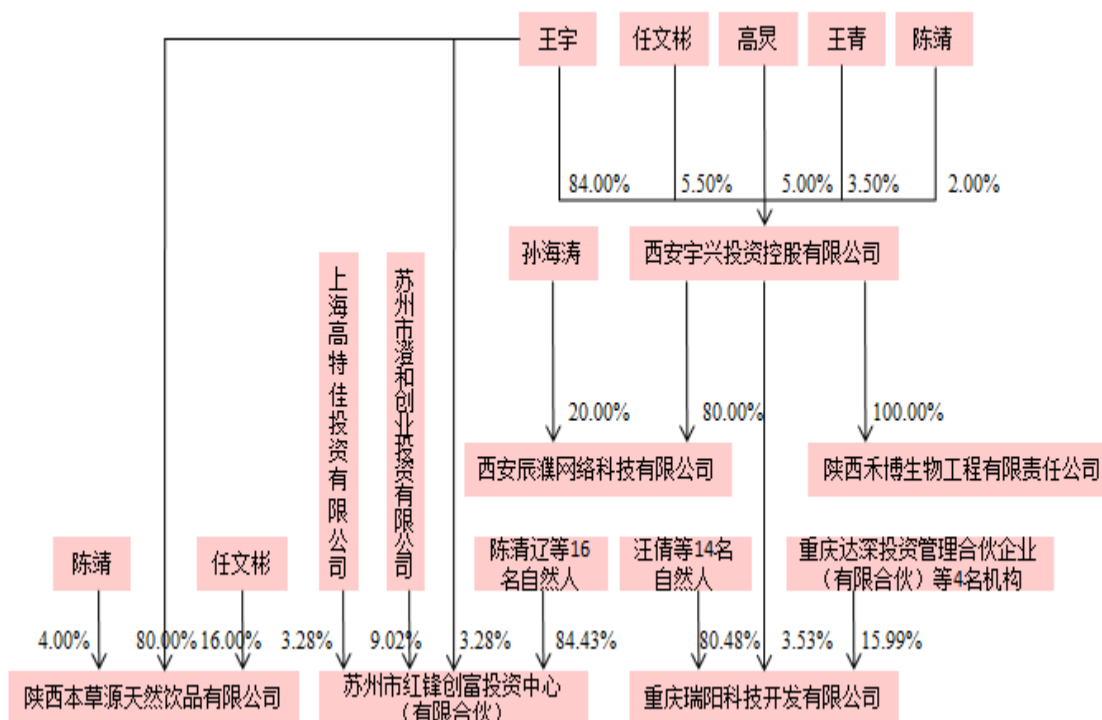 王宇
任文彬
高炅
王青
陈靖
84.00%
5.50%
5.00%
3.50%
2.00%
孙海涛
西安宇兴投资控股有限公司
上海高特佳投资有限公司
苏州市澄和创业投资有限公司
20.00%
80.00%
100.00%
西安辰濮网络科技有限公司
陕西禾博生物工程有限责任公司
陈靖
任文彬
陈清辽等16
名自然人
汪倩等14名
自然人
重庆达深投资管理合伙企业
（有限合伙）等4名机构
4.00%
80.00%
16.00%
3.28%
9.02%
3.28%
84.43%
80.48%
3.53%
15.99%
陕西本草源天然饮品有限公司
苏州市红锋创富投资中心
（有限合伙）
重庆瑞阳科技开发有限公司